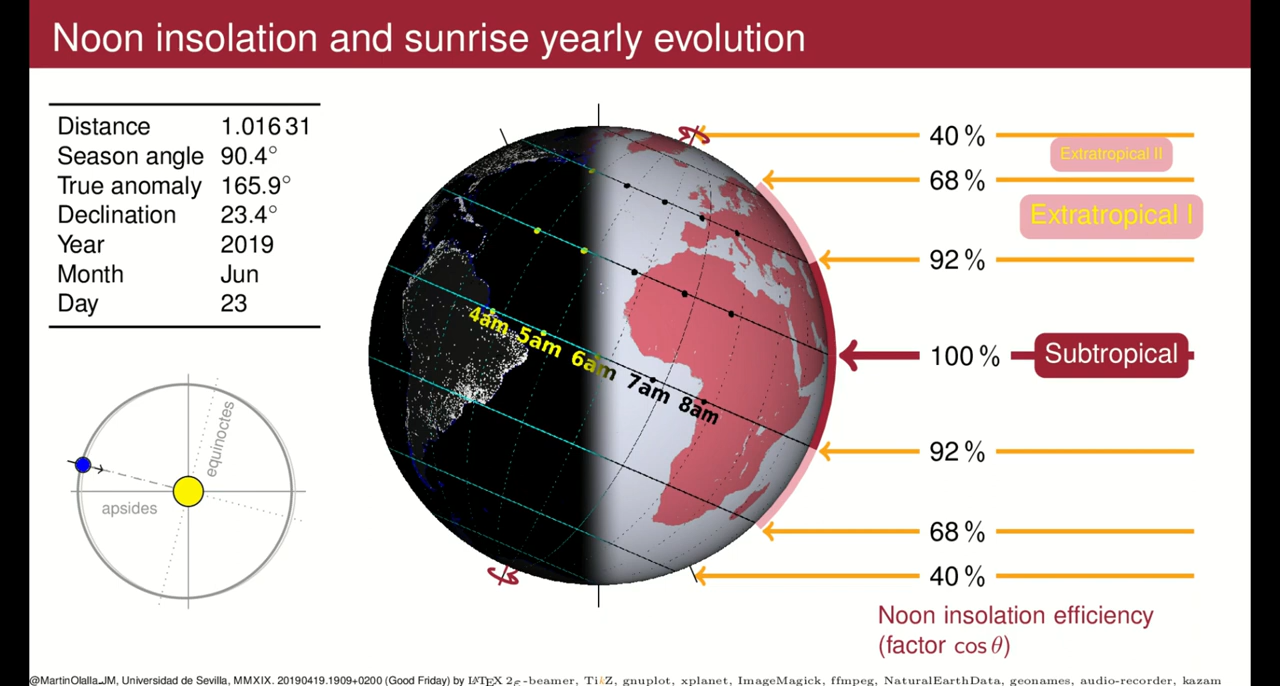 Noon insolation and sunrise yearly evolution
Distance 1.01631
Season angle 90.4°
True anomaly 165.9°
Declination 23.4°
Year 2019
Month Jun
Day 23
equinoctes
apsides
4am 5am 6am 7am 8am
40 %
Extratropical II
68 %
Extratropical I
92 %
100 % Subtropical
92 %
68 %
40 %
Noon insolation efficiency
(factor cos θ)
@MartinOlalla_JM, Universidad de Sevilla, MMXIX. 20190419.1909+0200 (Good Friday) by LATEX 2ε-beamer, TikZ, gnuplot, xplanet, ImageMagick, ffmpeg, NaturalEarthData, geonames, audio-recorder, kazam